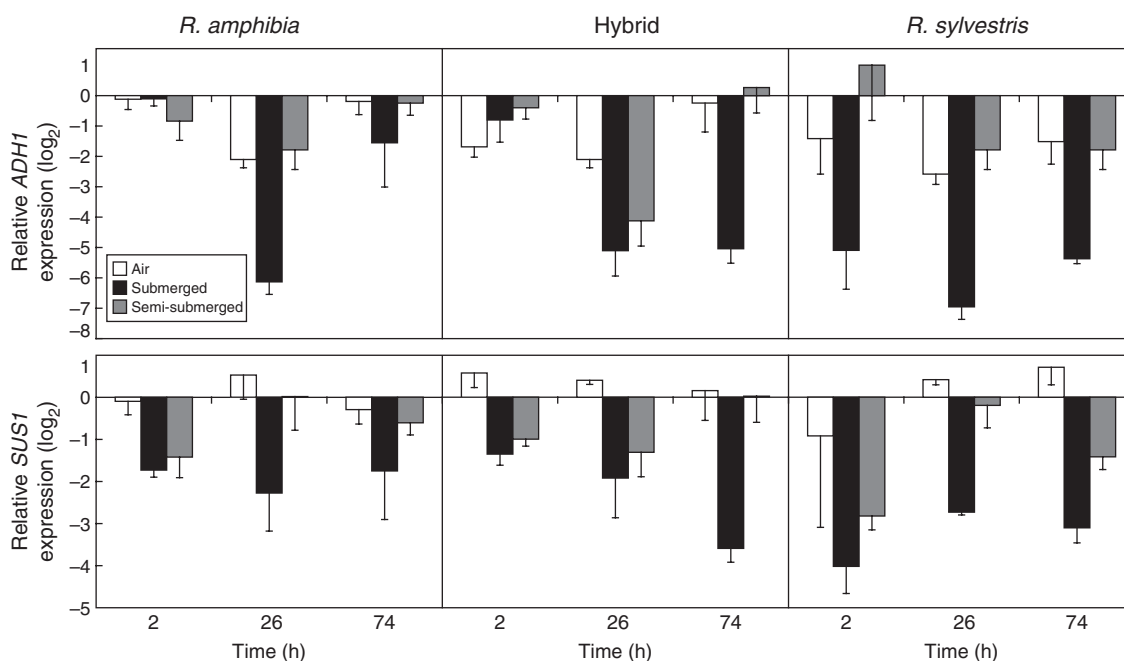 R. amphibia Hybrid R. sylvestris
Relative ADH1
expression (log2)
1
0
–1
–2
–3
–4
–5
–6
–7
–8
Air
Submerged
Semi-submerged
Relative SUS1
expression (log2)
1
0
–1
–2
–3
–4
–5
2 26 74 2 26 74 2 26 74
Time (h) Time (h) Time (h)